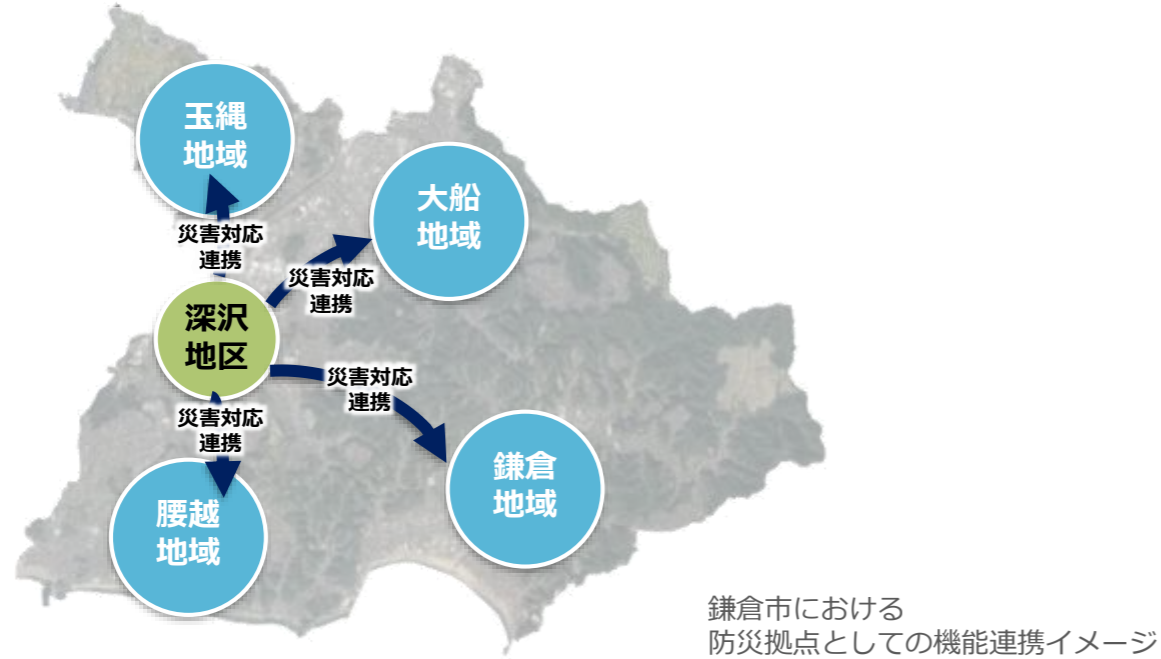 玉縄
地域
大船
地域
災害対応
連携
災害対応
連携
深沢
地区
災害対応
連携
災害対応
連携
鎌倉
地域
腰越
地域
鎌倉市における
防災拠点としての機能連携イメージ